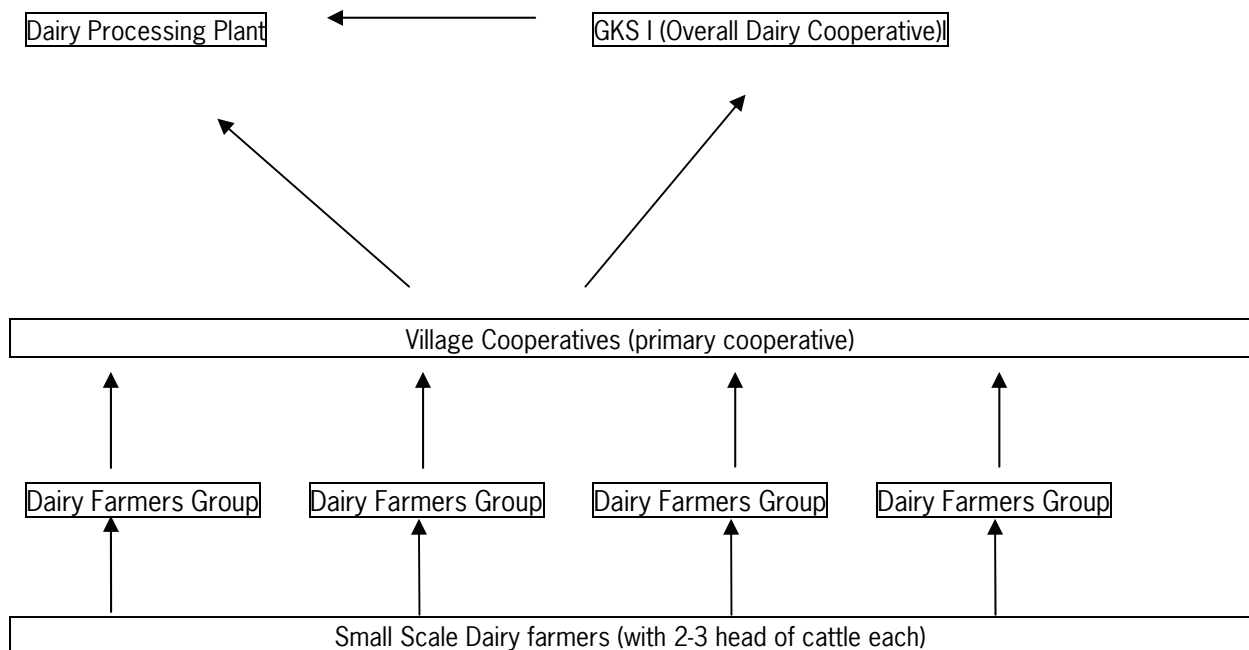 Dairy Processing Plant
GKS I (Overall Dairy Cooperative)I
Village Cooperatives (primary cooperative)
Dairy Farmers Group
Dairy Farmers Group
Dairy Farmers Group
Dairy Farmers Group
Small Scale Dairy farmers (with 2-3 head of cattle each)